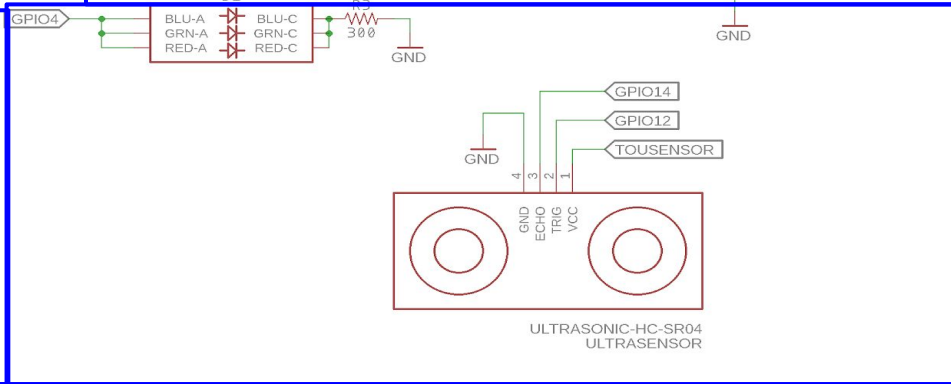 GPIO4
BLU-A
BLU-C
GRN-A
GRN-C
RED-A
RED-C
300
GND
GND
GPIO14
GPIO12
TOUSENSOR
GND
4
3
2
1
GND
ECHO
TRIG
VCC
ULTRASONIC-HC-SR04
ULTRASENSOR